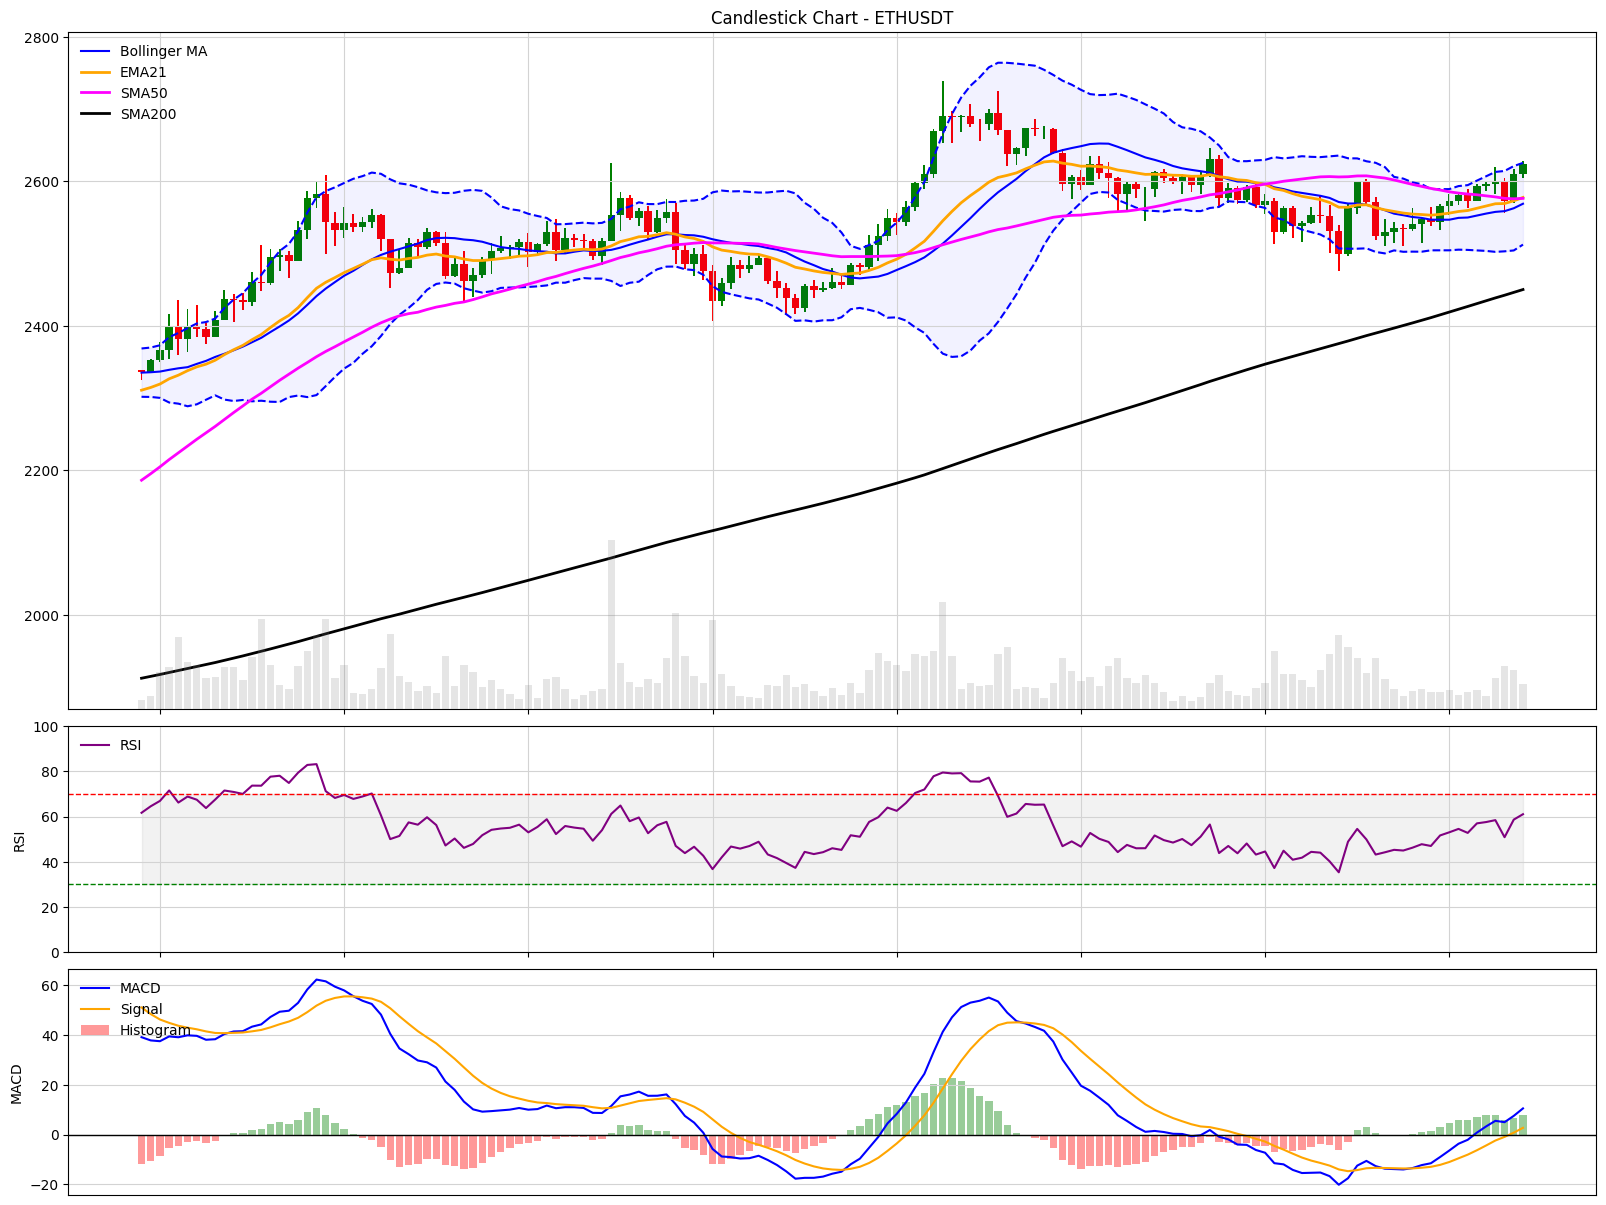 Candlestick Chart - ETHUSDT
2800
Bollinger MA
EMA21
SMA50
SMA200
2600
2400
2200
2000
100
RSI
80
60
RSI
40
20
0
60
MACD
Signal
Histogram
40
20
MACD
0
−20